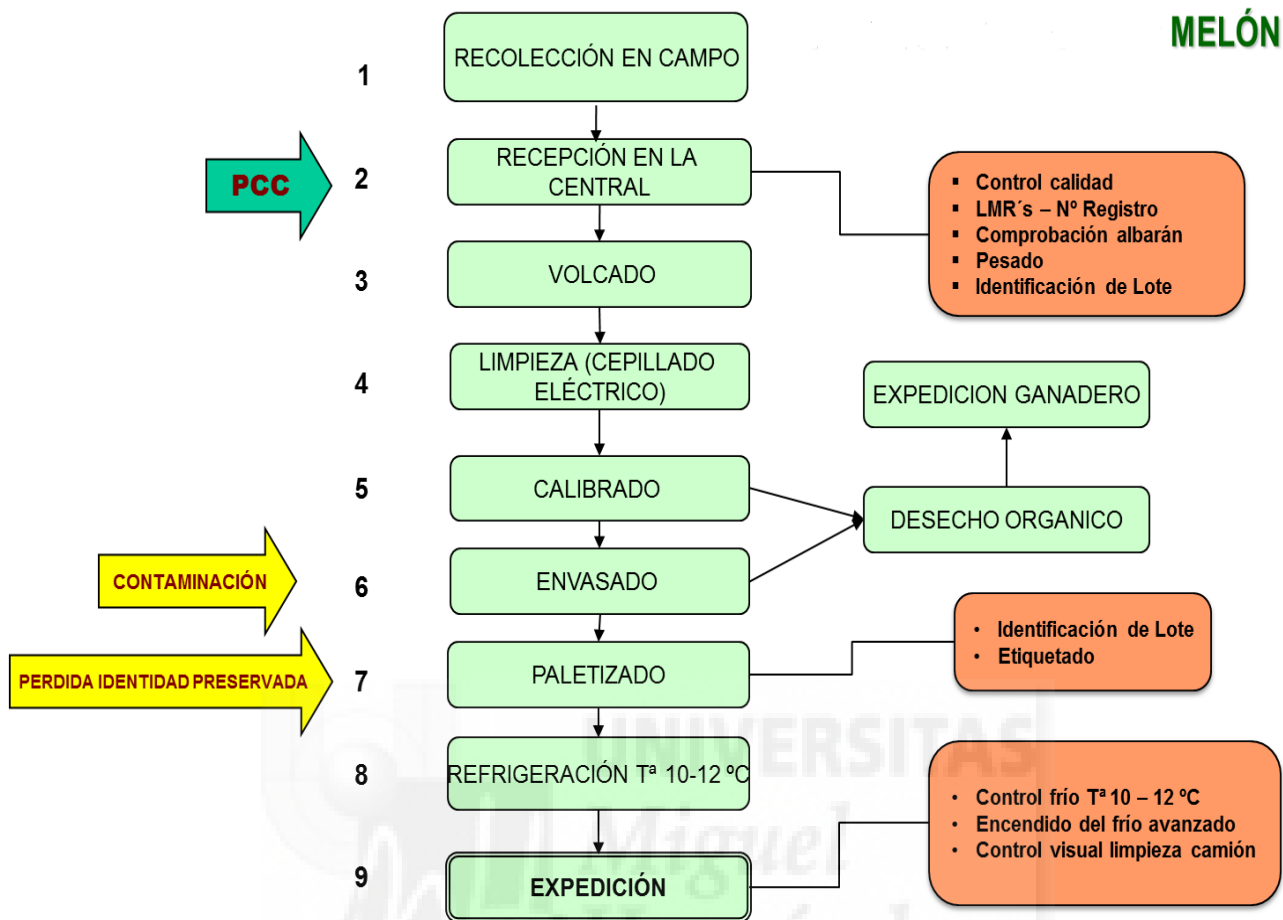 MELÓN
1
RECOLECCIÓN EN CAMPO
PCC
2
RECEPCIÓN EN LA
CENTRAL
▪ Control calidad
▪ LMR´s – Nº Registro
▪ Comprobación albarán
▪ Pesado
▪ Identificación de Lote
3
VOLCADO
4
LIMPIEZA (CEPILLADO
ELÉCTRICO)
EXPEDICION GANADERO
5
CALIBRADO
DESECHO ORGANICO
CONTAMINACIÓN
6
ENVASADO
PERDIDA IDENTIDAD PRESERVADA
7
PALETIZADO
• Identificación de Lote
• Etiquetado
8
REFRIGERACIÓN Tª 10-12 ºC
9
EXPEDICIÓN
• Control frío Tª 10 – 12 ºC
• Encendido del frío avanzado
• Control visual limpieza camión
UNIVERSITAS
Miguel